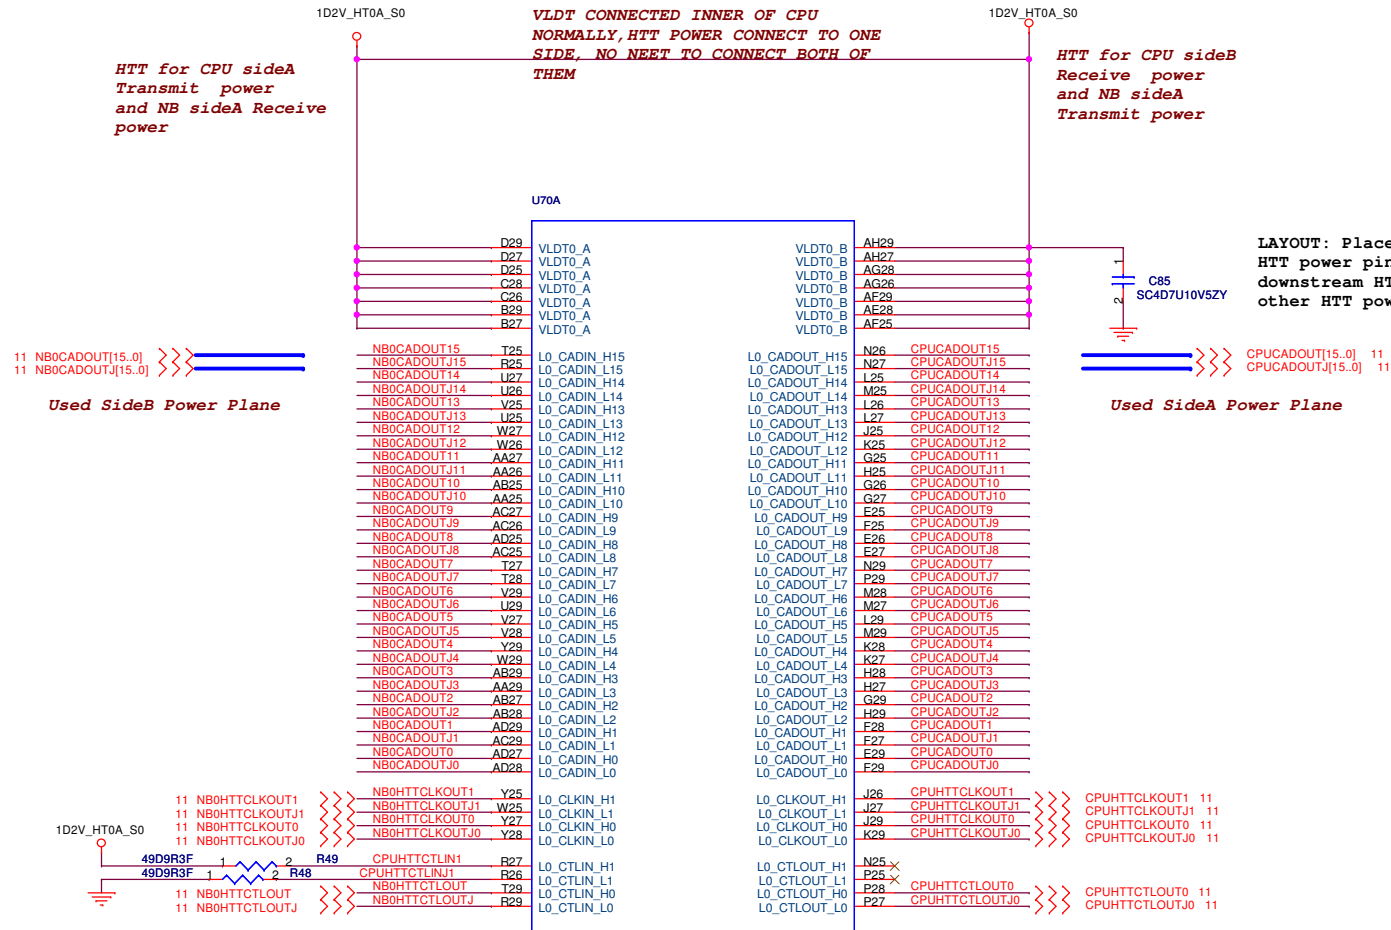 1D2V_HT0A_S0
VLDT CONNECTED INNER OF CPU
NORMALLY,HTT POWER CONNECT TO ONE
SIDE, NO NEET TO CONNECT BOTH OF
THEM
1D2V_HT0A_S0
HTT for CPU sideA
Transmit power
and NB sideA Receive
power
HTT for CPU sideB
Receive power
and NB sideA
Transmit power
U70A
D29 VLDT0_A VLDT0_B AH29
D27 VLDT0_A VLDT0_B AH27
D25 VLDT0_A VLDT0_B AG28
C28 VLDT0_A VLDT0_B AG26
C26 VLDT0_A VLDT0_B AF29
B29 VLDT0_A VLDT0_B AE28
B27 VLDT0_A VLDT0_B AF25
1
C85
SC4D7U10V5ZY
2
LAYOUT: Place
HTT power pin
downstream HT
other HTT pow
11 NB0CADOUT[15..0]
11 NB0CADOUTJ[15..0]
Used SideB Power Plane
CPUCADOUT[15..0] 11
CPUCADOUTJ[15..0] 11
Used SideA Power Plane
NB0CADOUT15 T25 L0_CADIN_H15 L0_CADOUT_H15 N26 CPUCADOUT15
NB0CADOUTJ15 R25 L0_CADIN_L15 L0_CADOUT_L15 N27 CPUCADOUTJ15
NB0CADOUT14 U27 L0_CADIN_H14 L0_CADOUT_H14 L25 CPUCADOUT14
NB0CADOUTJ14 U26 L0_CADIN_L14 L0_CADOUT_L14 M25 CPUCADOUTJ14
NB0CADOUT13 V25 L0_CADIN_H13 L0_CADOUT_H13 L26 CPUCADOUT13
NB0CADOUTJ13 U25 L0_CADIN_L13 L0_CADOUT_L13 L27 CPUCADOUTJ13
NB0CADOUT12 W27 L0_CADIN_H12 L0_CADOUT_H12 J25 CPUCADOUT12
NB0CADOUTJ12 W26 L0_CADIN_L12 L0_CADOUT_L12 K25 CPUCADOUTJ12
NB0CADOUT11 AA27 L0_CADIN_H11 L0_CADOUT_H11 G25 CPUCADOUT11
NB0CADOUTJ11 AA26 L0_CADIN_L11 L0_CADOUT_L11 H25 CPUCADOUTJ11
NB0CADOUT10 AB25 L0_CADIN_H10 L0_CADOUT_H10 G26 CPUCADOUT10
NB0CADOUTJ10 AA25 L0_CADIN_L10 L0_CADOUT_L10 G27 CPUCADOUTJ10
NB0CADOUT9 AC27 L0_CADIN_H9 L0_CADOUT_H9 E25 CPUCADOUT9
NB0CADOUTJ9 AC26 L0_CADIN_L9 L0_CADOUT_L9 F25 CPUCADOUTJ9
NB0CADOUT8 AD25 L0_CADIN_H8 L0_CADOUT_H8 E26 CPUCADOUT8
NB0CADOUTJ8 AC25 L0_CADIN_L8 L0_CADOUT_L8 E27 CPUCADOUTJ8
NB0CADOUT7 T27 L0_CADIN_H7 L0_CADOUT_H7 N29 CPUCADOUT7
NB0CADOUTJ7 T28 L0_CADIN_L7 L0_CADOUT_L7 P29 CPUCADOUTJ7
NB0CADOUT6 V29 L0_CADIN_H6 L0_CADOUT_H6 M28 CPUCADOUT6
NB0CADOUTJ6 U29 L0_CADIN_L6 L0_CADOUT_L6 M27 CPUCADOUTJ6
NB0CADOUT5 V27 L0_CADIN_H5 L0_CADOUT_H5 L29 CPUCADOUT5
NB0CADOUTJ5 V28 L0_CADIN_L5 L0_CADOUT_L5 M29 CPUCADOUTJ5
NB0CADOUT4 Y29 L0_CADIN_H4 L0_CADOUT_H4 K28 CPUCADOUT4
NB0CADOUTJ4 W29 L0_CADIN_L4 L0_CADOUT_L4 K27 CPUCADOUTJ4
NB0CADOUT3 AB29 L0_CADIN_H3 L0_CADOUT_H3 H28 CPUCADOUT3
NB0CADOUTJ3 AA29 L0_CADIN_L3 L0_CADOUT_L3 H27 CPUCADOUTJ3
NB0CADOUT2 AB27 L0_CADIN_H2 L0_CADOUT_H2 G29 CPUCADOUT2
NB0CADOUTJ2 AB28 L0_CADIN_L2 L0_CADOUT_L2 H29 CPUCADOUTJ2
NB0CADOUT1 AD29 L0_CADIN_H1 L0_CADOUT_H1 F28 CPUCADOUT1
NB0CADOUTJ1 AC29 L0_CADIN_L1 L0_CADOUT_L1 F27 CPUCADOUTJ1
NB0CADOUT0 AD27 L0_CADIN_H0 L0_CADOUT_H0 E29 CPUCADOUT0
NB0CADOUTJ0 AD28 L0_CADIN_L0 L0_CADOUT_L0 F29 CPUCADOUTJ0
11 NB0HTTCLKOUT1 NB0HTTCLKOUT1 Y25 L0_CLKIN_H1 L0_CLKOUT_H1 J26 CPUHTTCLKOUT1 CPUHTTCLKOUT1 11
11 NB0HTTCLKOUTJ1 NB0HTTCLKOUTJ1 W25 L0_CLKIN_L1 L0_CLKOUT_L1 J27 CPUHTTCLKOUTJ1 CPUHTTCLKOUTJ1 11
11 NB0HTTCLKOUT0 NB0HTTCLKOUT0 Y27 L0_CLKIN_H0 L0_CLKOUT_H0 J29 CPUHTTCLKOUT0 CPUHTTCLKOUT0 11
11 NB0HTTCLKOUTJ0 NB0HTTCLKOUTJ0 Y28 L0_CLKIN_L0 L0_CLKOUT_L0 K29 CPUHTTCLKOUTJ0 CPUHTTCLKOUTJ0 11
1D2V_HT0A_S0
49D9R3F 1 2 R49 CPUHTTCTLIN1 R27 L0_CTLIN_H1 L0_CTLOUT_H1 N25
49D9R3F 1 2 R48 CPUHTTCTLINJ1 R26 L0_CTLIN_L1 L0_CTLOUT_L1 P25
11 NB0HTTCTLOUT NB0HTTCTLOUT T29 L0_CTLIN_H0 L0_CTLOUT_H0 P28 CPUHTTCTLOUT0 CPUHTTCTLOUT0 11
11 NB0HTTCTLOUTJ NB0HTTCTLOUTJ R29 L0_CTLIN_L0 L0_CTLOUT_L0 P27 CPUHTTCTLOUTJ0 CPUHTTCTLOUTJ0 11